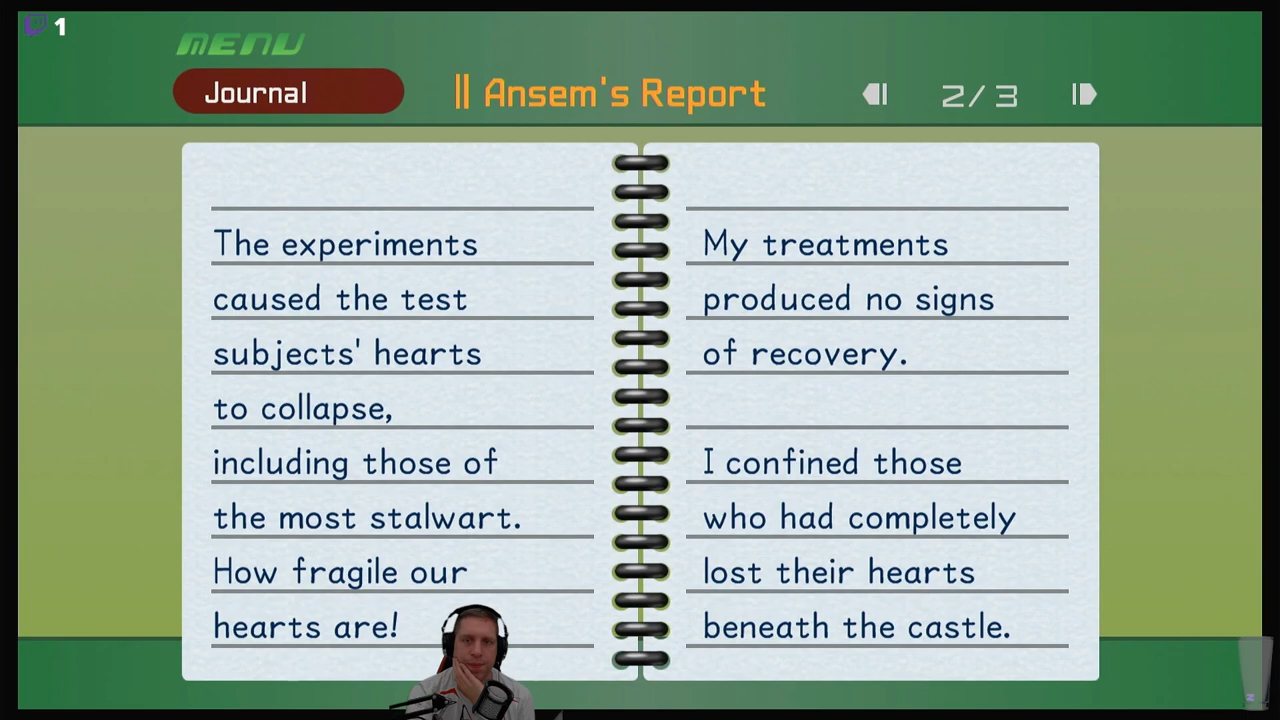 1
MENU
Journal
Ansem's Report
2/3
The experiments
caused the test
subjects' hearts
to collapse,
including those of
the most stalwart.
How fragile our
hearts are!
My treatments
produced no signs
of recovery.
I confined those
who had completely
lost their hearts
beneath the castle.